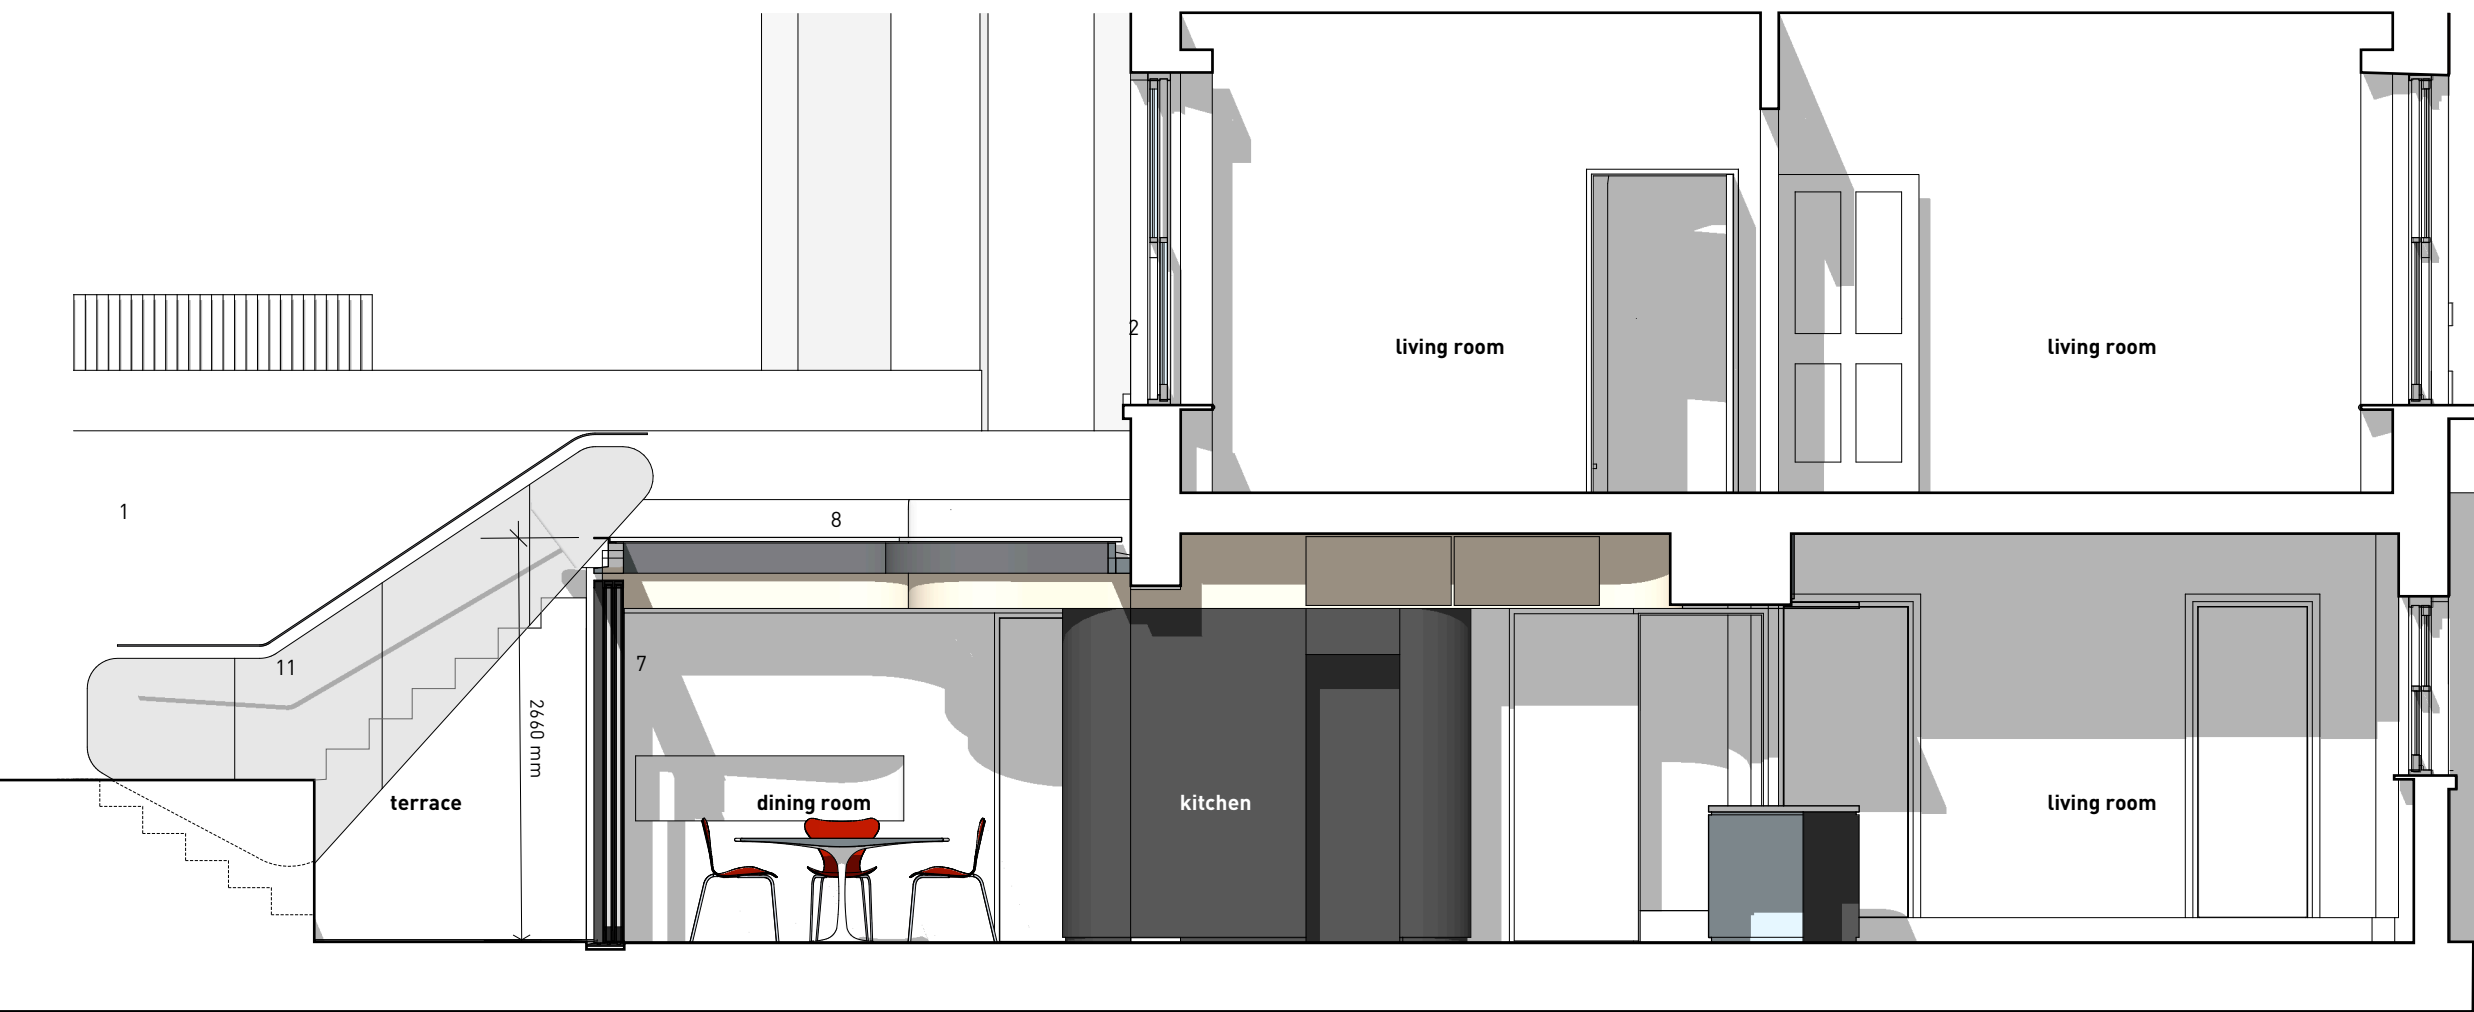 2
living room
living room
1
8
11
7
2660 mm
terrace
dining room
kitchen
living room